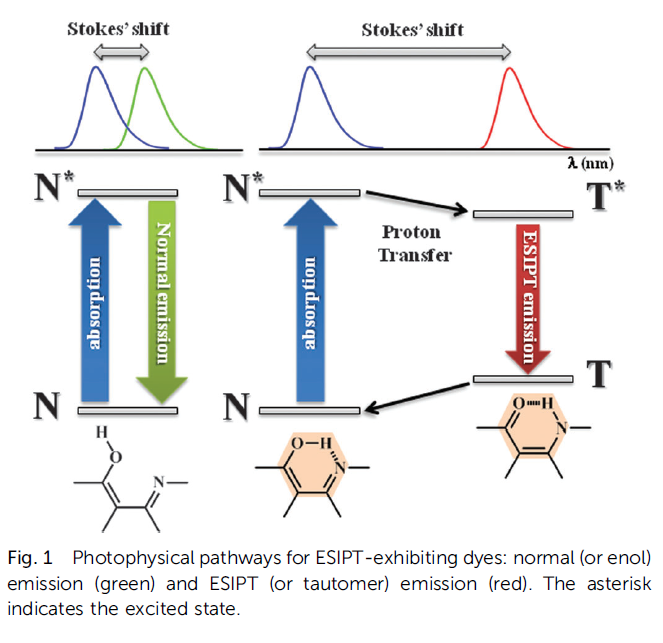 Stokes' shift
Stokes' shift
λ (nm)
N*
N*
T*
absorption
Normal emission
absorption
Proton
Transfer
ESIPT emission
N
N
T
H
O
N
O
H
N
O
H
N
Fig. 1 Photophysical pathways for ESIPT-exhibiting dyes: normal (or enol)
emission (green) and ESIPT (or tautomer) emission (red). The asterisk
indicates the excited state.